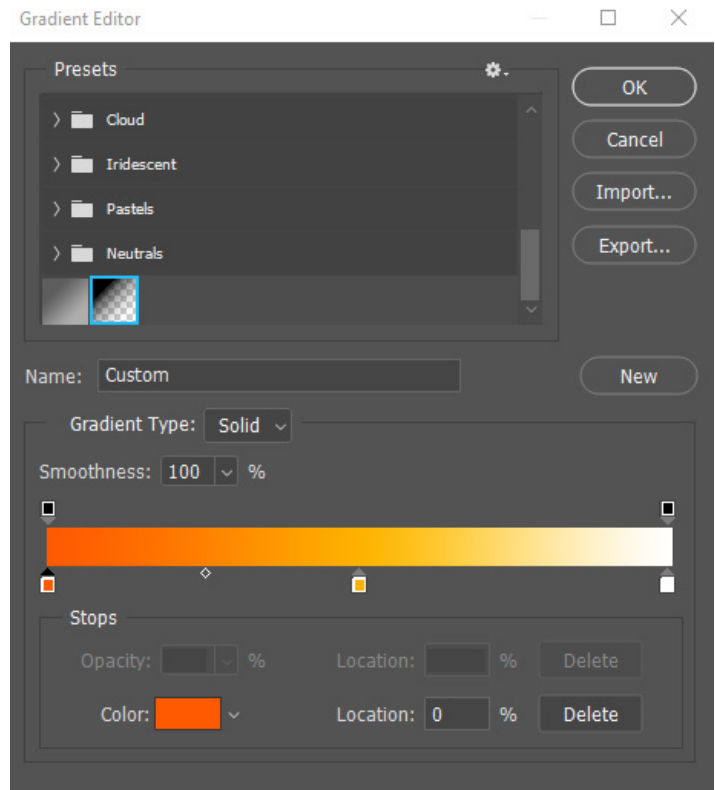 Gradient Editor
Presets
OK
Cloud
Cancel
Iridescent
Import...
Pastels
Export...
Neutrals
Name: Custom
New
Gradient Type: Solid
Smoothness: 100 %
Stops
Opacity: % Location: % Delete
Color: Location: 0 % Delete